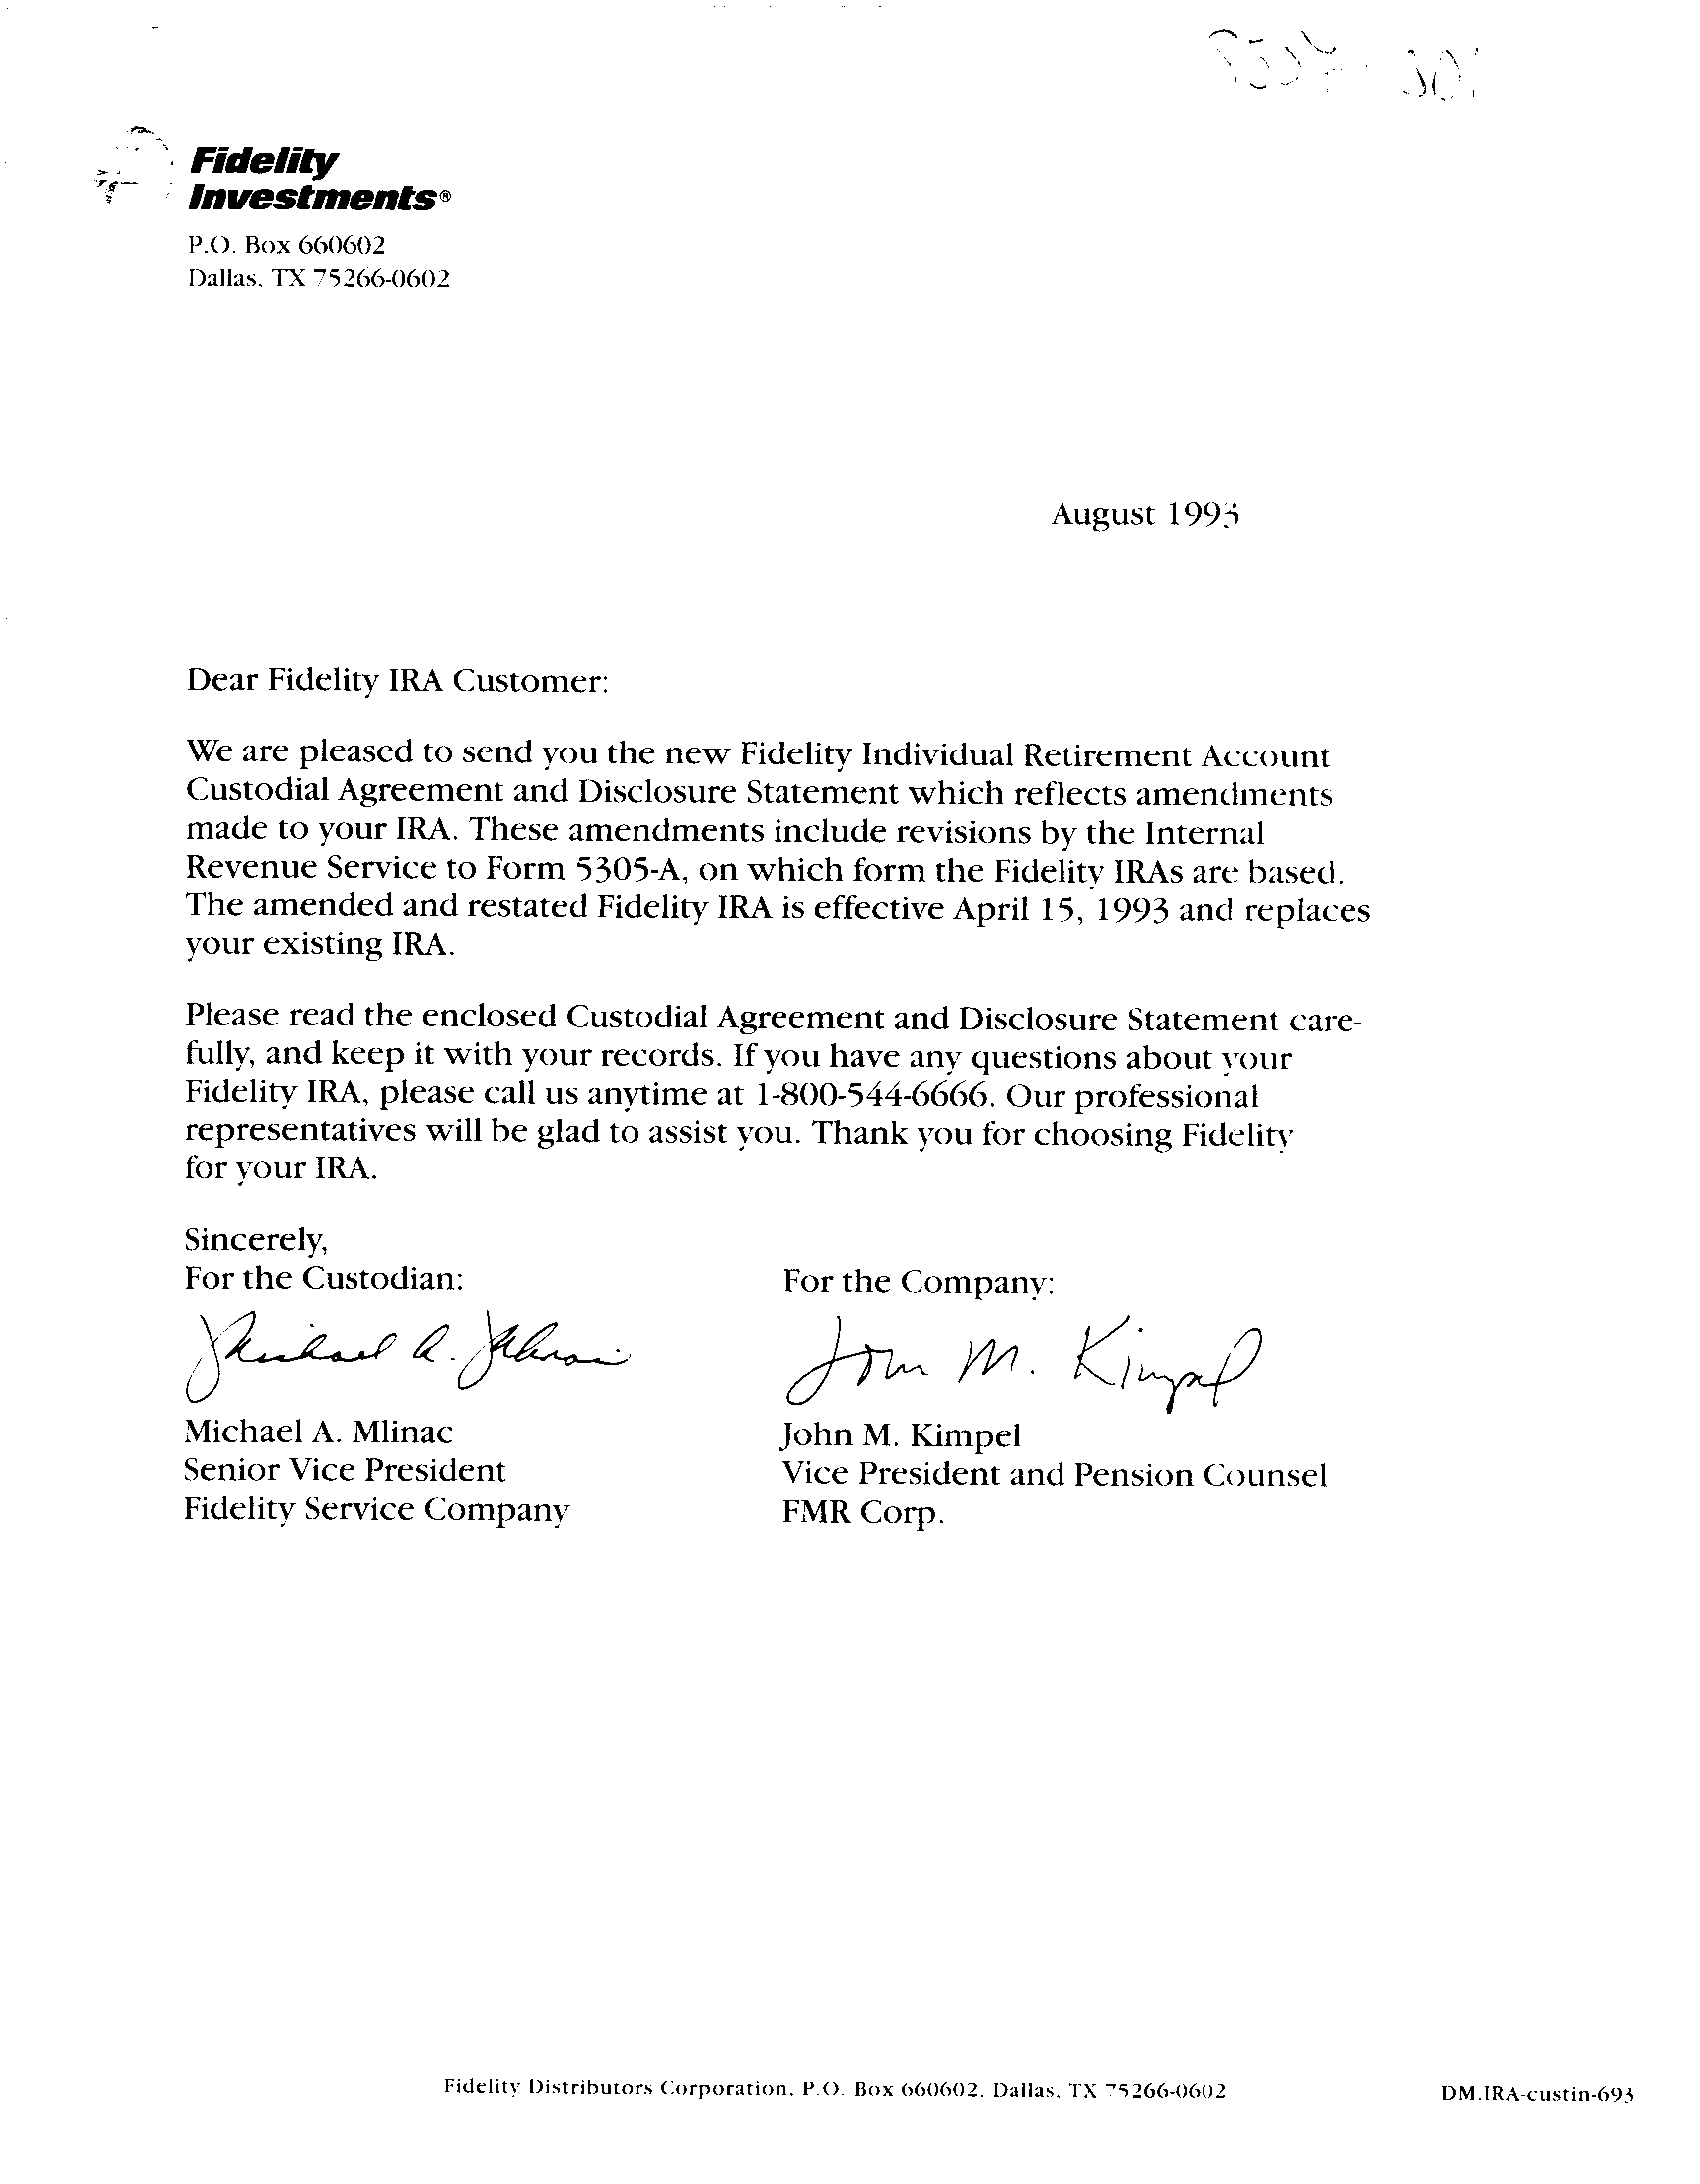 Fidelity
Investments®
P.O. Box 660602
Dallas, TX 75266-0602
August 1993
Dear Fidelity IRA Customer:
We are pleased to send you the new Fidelity Individual Retirement Account
Custodial Agreement and Disclosure Statement which reflects amendments
made to your IRA. These amendments include revisions by the Internal
Revenue Service to Form 5305-A, on which form the Fidelity IRAs are based.
The amended and restated Fidelity IRA is effective April 15, 1993 and replaces
your existing IRA.
Please read the enclosed Custodial Agreement and Disclosure Statement care-
fully, and keep it with your records. If you have any questions about your
Fidelity IRA, please call us anytime at 1-800-544-6666. Our professional
representatives will be glad to assist you. Thank you for choosing Fidelity
for your IRA.
Sincerely,
For the Custodian:
For the Company:
Michael A.
John M. Kimpel
Michael A. Mlinac
Senior Vice President
Fidelity Service Company
John M. Kimpel
Vice President and Pension Counsel
FMR Corp.
Fidelity Distributors Corporation, P.O. Box 660602, Dallas, TX 75266-0602
DM.IRA-custin-693